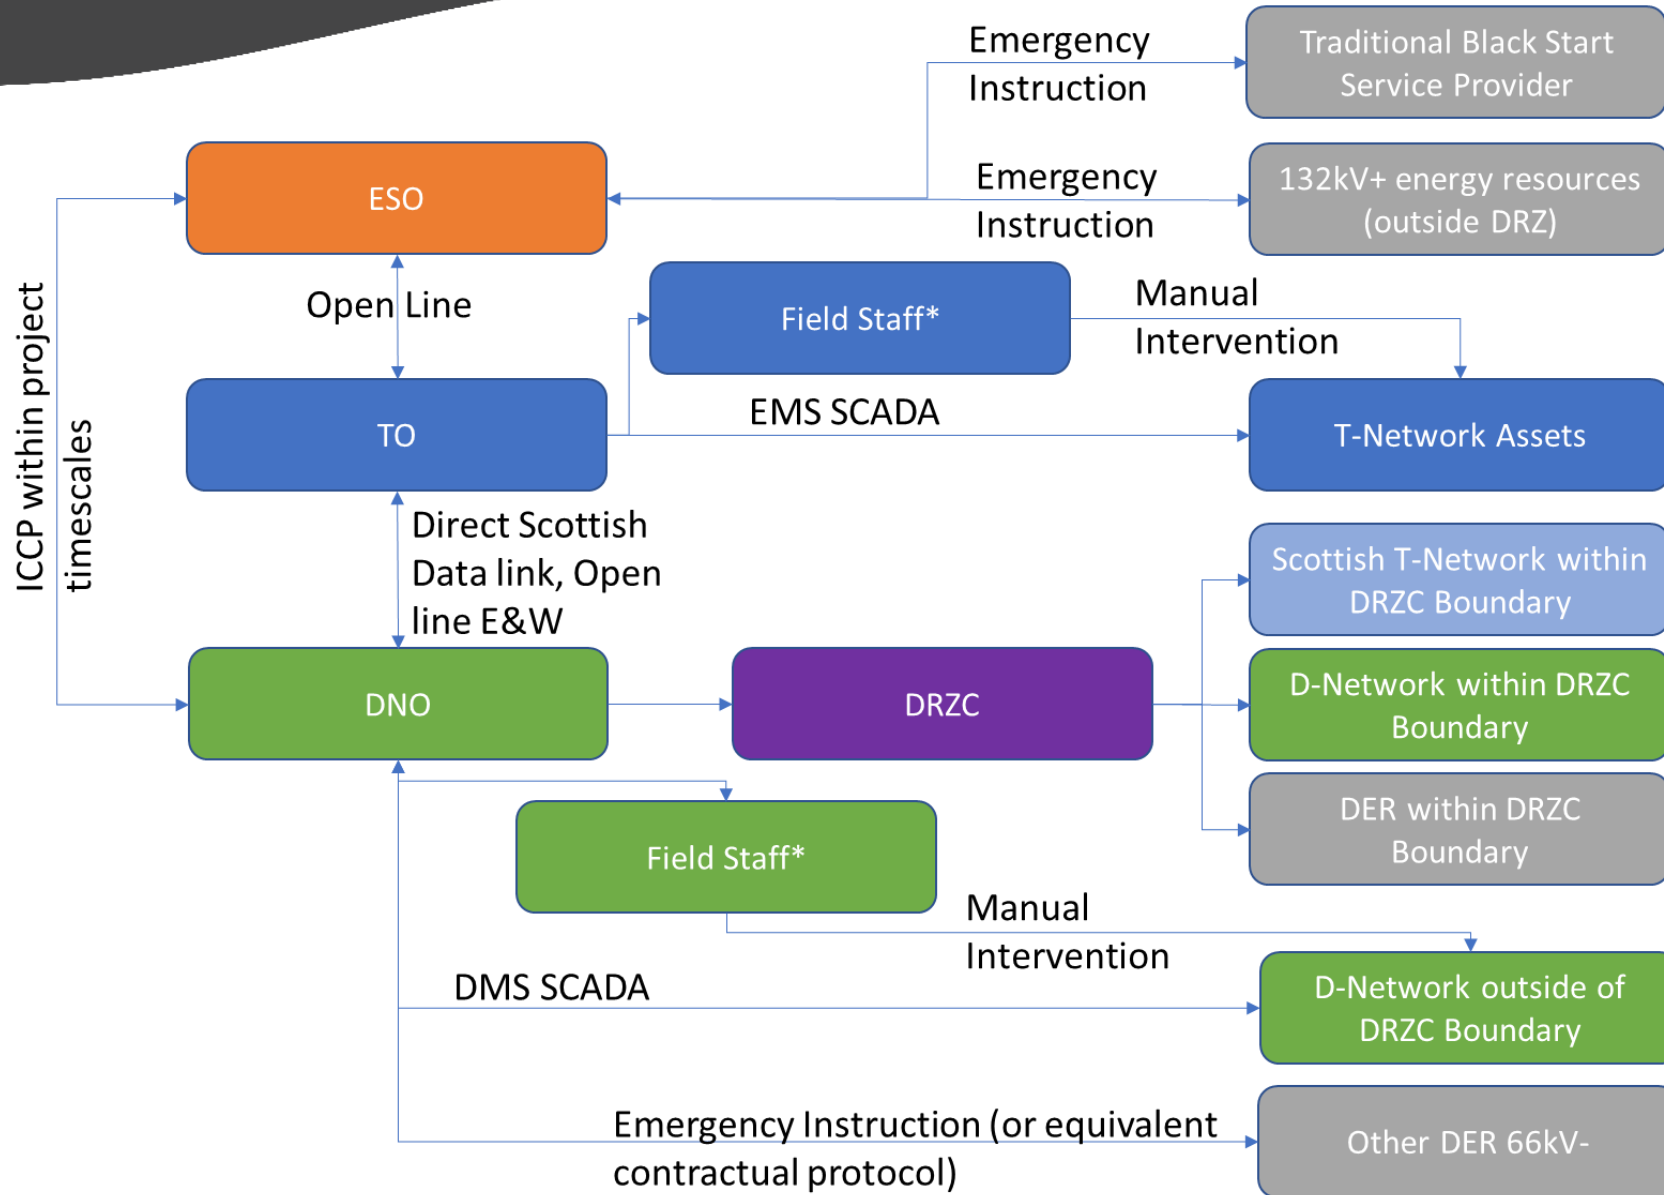 Emergency
Instruction
Traditional Black Start
Service Provider
ESO
Emergency
Instruction
132kV+ energy resources
(outside DRZ)
Open Line
Field Staff*
Manual
Intervention
ICCP within project
timescales
TO
EMS SCADA
T-Network Assets
Direct Scottish
Data link, Open
line E&W
Scottish T-Network within
DRZC Boundary
DNO
DRZC
D-Network within DRZC
Boundary
DER within DRZC
Boundary
Field Staff*
Manual
Intervention
DMS SCADA
D-Network outside of
DRZC Boundary
Emergency Instruction (or equivalent
contractual protocol)
Other DER 66kV-